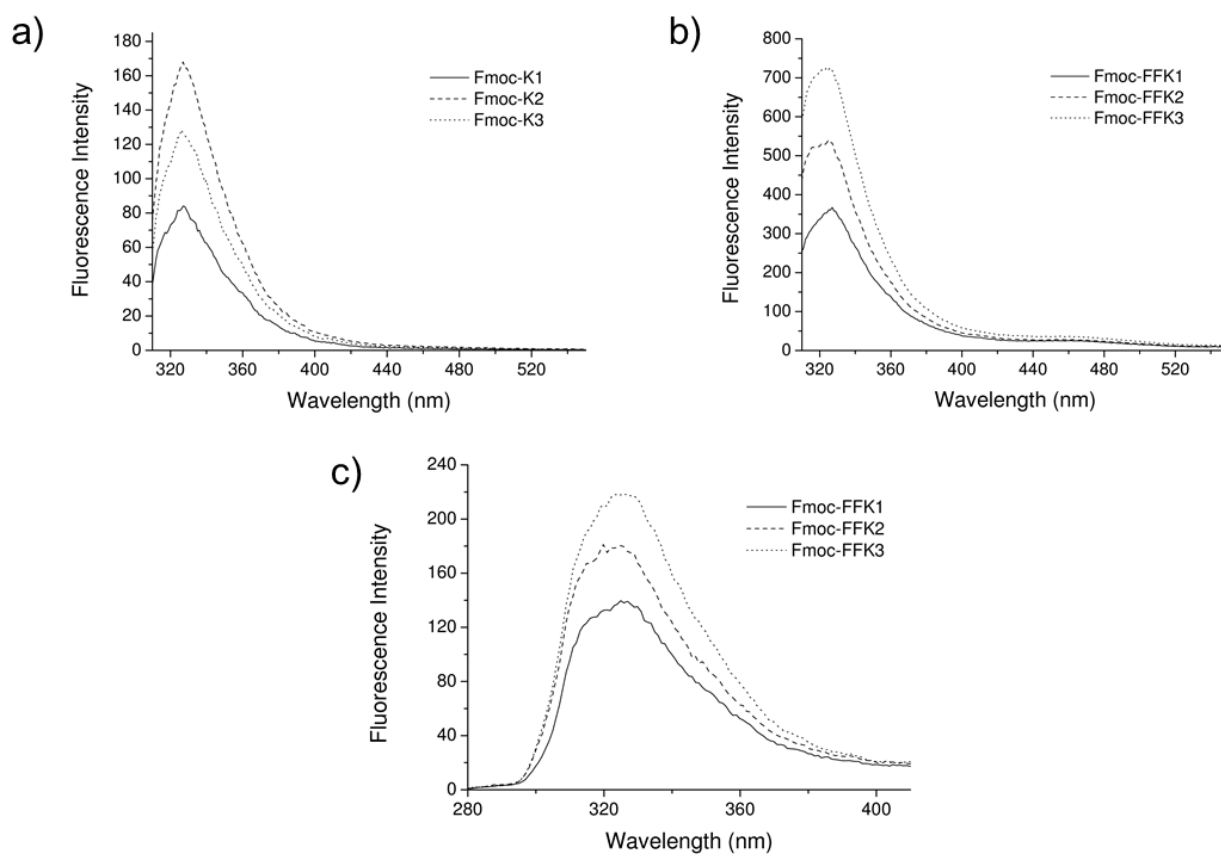 a)
180
160
140
120
100
80
60
40
20
0
Fluorescence Intensity
Fmoc-K1
Fmoc-K2
Fmoc-K3
320 360 400 440 480 520
Wavelength (nm)
b)
800
700
600
500
400
300
200
100
0
Fluorescence Intensity
Fmoc-FFK1
Fmoc-FFK2
Fmoc-FFK3
320 360 400 440 480 520
Wavelength (nm)
c)
240
200
160
120
80
40
0
Fluorescence Intensity
Fmoc-FFK1
Fmoc-FFK2
Fmoc-FFK3
280 320 360 400
Wavelength (nm)